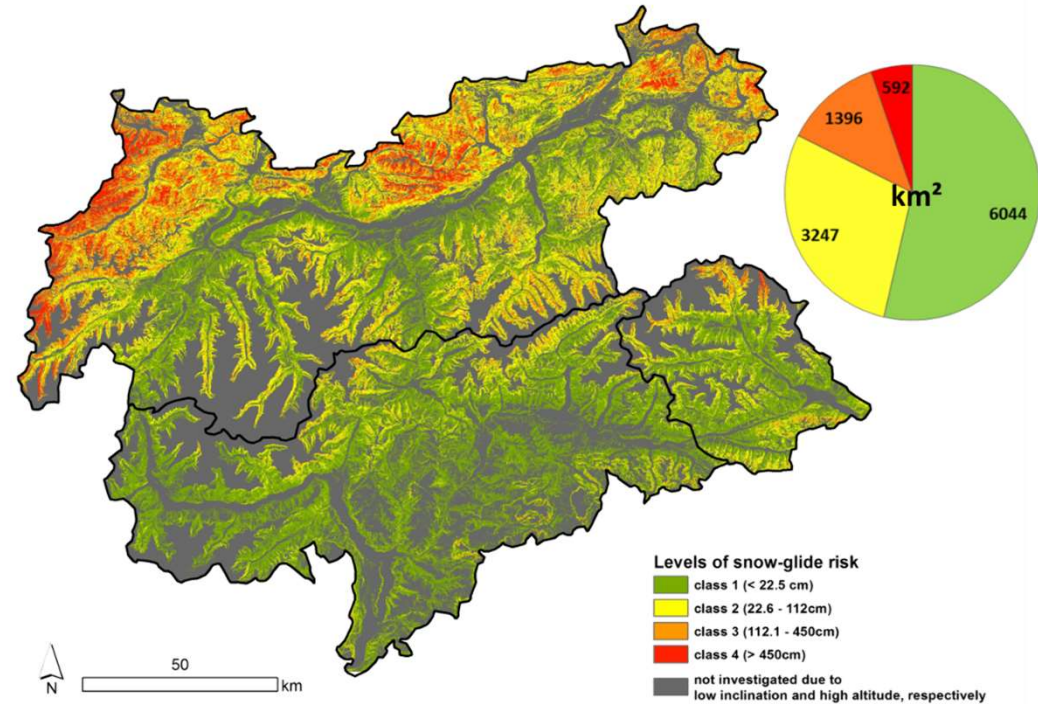 592
1396
km²
6044
3247
Levels of snow-glide risk
class 1 (< 22.5 cm)
class 2 (22.6 - 112cm)
class 3 (112.1 - 450cm)
class 4 (> 450cm)
not investigated due to
low inclination and high altitude, respectively
50
km
N